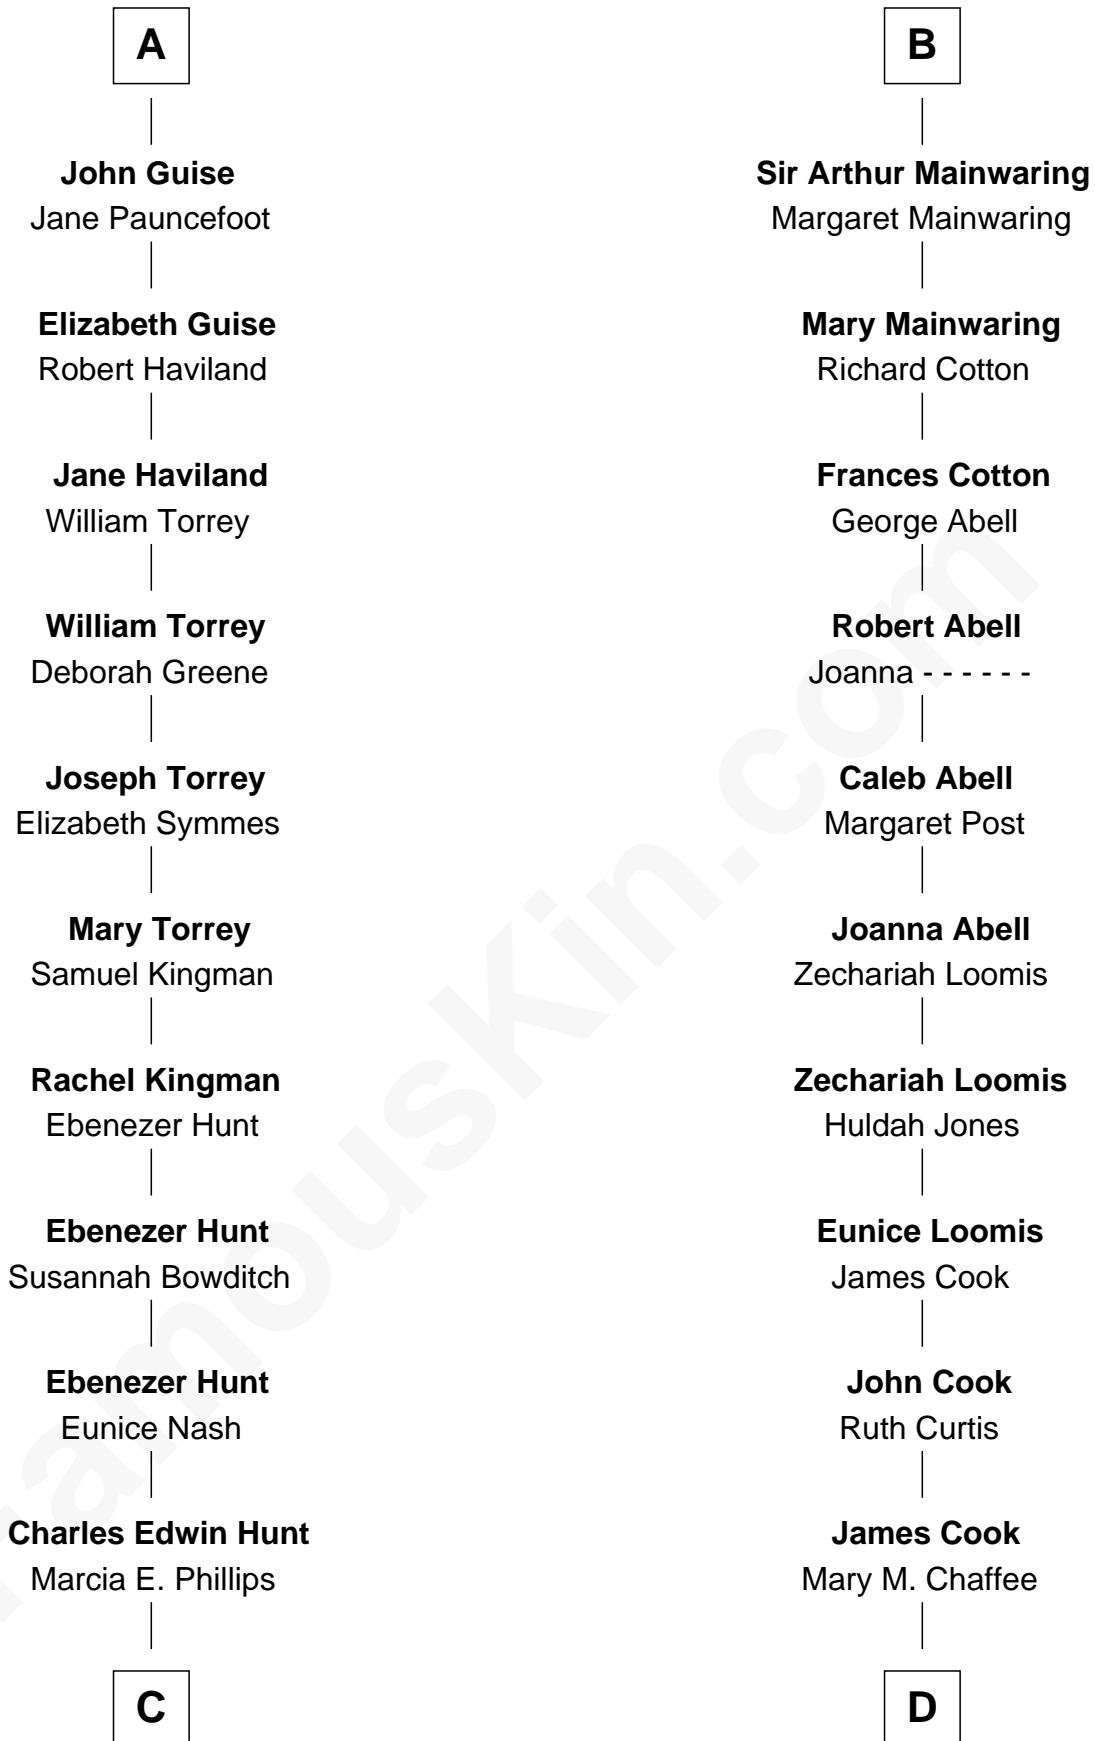 A
John Guise
Jane Pauncefoot
Elizabeth Guise
Robert Haviland
Jane Haviland
William Torrey
William Torrey
Deborah Greene
Joseph Torrey
Elizabeth Symmes
Mary Torrey
Samuel Kingman
Rachel Kingman
Ebenezer Hunt
Ebenezer Hunt
Susannah Bowditch
Ebenezer Hunt
Eunice Nash
Charles Edwin Hunt
Marcia E. Phillips
C
B
Sir Arthur Mainwaring
Margaret Mainwaring
Mary Mainwaring
Richard Cotton
Frances Cotton
George Abell
Robert Abell
Joanna - - - - - -
Caleb Abell
Margaret Post
Joanna Abell
Zechariah Loomis
Zechariah Loomis
Huldah Jones
Eunice Loomis
James Cook
John Cook
Ruth Curtis
James Cook
Mary M. Chaffee
D
FamousKin.com